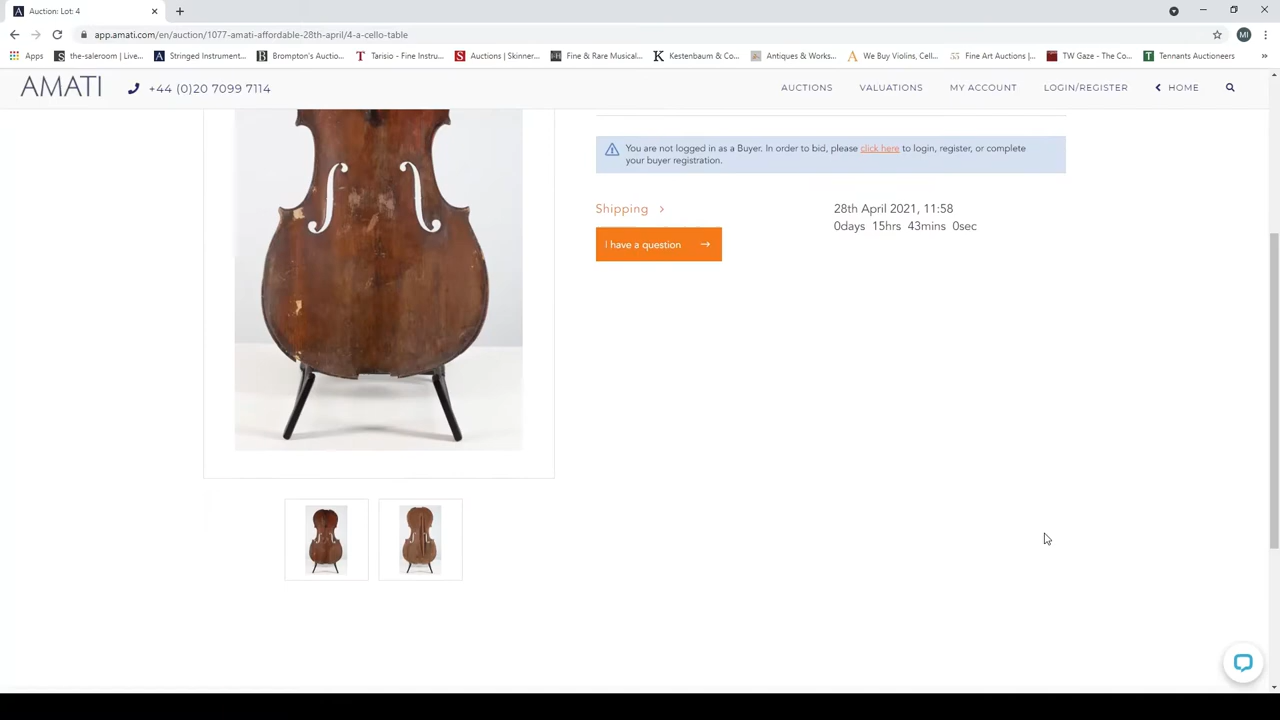 Auction: Lot: 4
app.amati.com/en/auction/1077-amati-affordable-28th-april/4-a-cello-table
MI
Apps
the-saleroom | Live...
Stringed Instrument...
Brompton's Auctio...
Tarisio - Fine Instru...
Auctions | Skinner...
Fine & Rare Musical...
Kestenbaum & Co...
Antiques & Works...
We Buy Violins, Cell...
Fine Art Auctions |...
TW Gaze - The Co...
Tennants Auctioneers
AMATI
+44 (0)20 7099 7114
AUCTIONS
VALUATIONS
MY ACCOUNT
LOGIN/REGISTER
HOME
You are not logged in as a Buyer. In order to bid, please click here to login, register, or complete
your buyer registration.
Shipping
28th April 2021, 11:58
0days 15hrs 43mins 0sec
I have a question